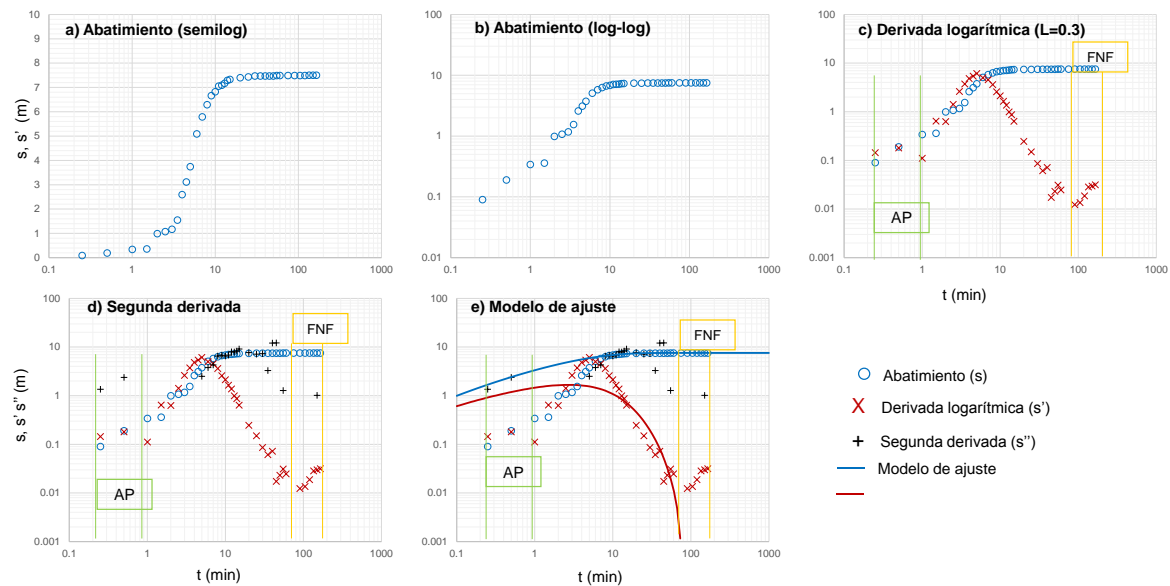 a) Abatimiento (semilog)
s, s’ (m)
10
9
8
7
6
5
4
3
2
1
0
0.1 1 10 100 1000
b) Abatimiento (log-log)
100
10
1
0.1
0.01
0.1 1 10 100 1000
c) Derivada logarítmica (L=0.3)
FNF
AP
100
10
1
0.1
0.01
0.001
0.1 1 10 100 1000
t (min)
d) Segunda derivada
FNF
AP
s, s’ s’’ (m)
100
10
1
0.1
0.01
0.001
0.1 1 10 100 1000
t (min)
e) Modelo de ajuste
FNF
AP
100
10
1
0.1
0.01
0.001
0.1 1 10 100 1000
t (min)
Abatimiento (s)
Derivada logarítmica (s’)
Segunda derivada (s’’)
Modelo de ajuste